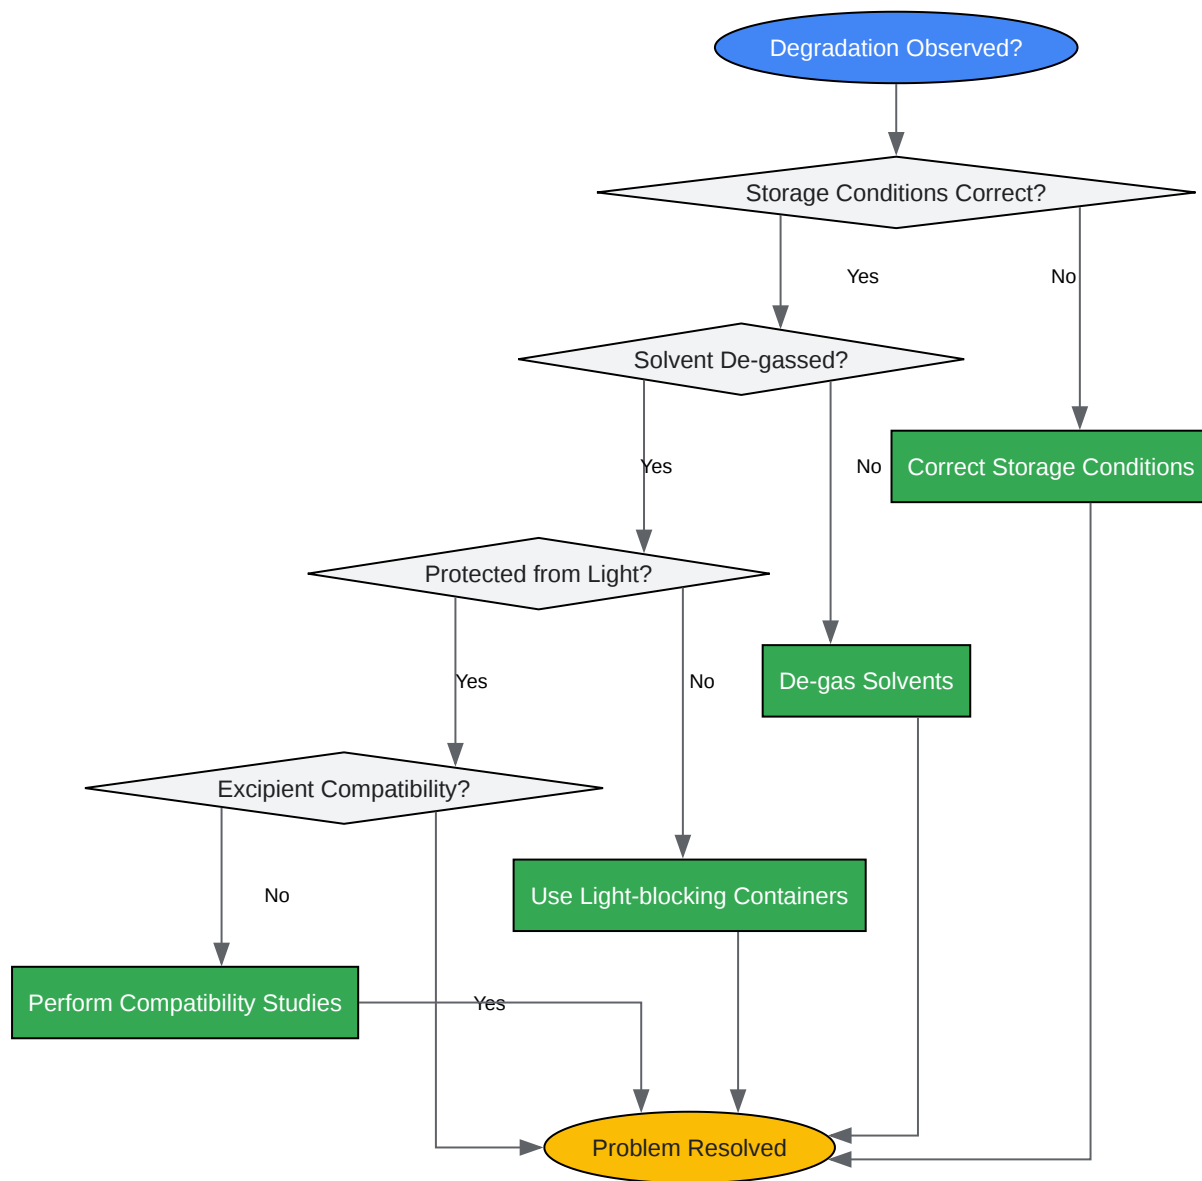 Degradation Observed?
Storage Conditions Correct?
Yes
No
Solvent De-gassed?
Yes
No
Correct Storage Conditions
Protected from Light?
Yes
No
De-gas Solvents
Excipient Compatibility?
No
Use Light-blocking Containers
Perform Compatibility Studies
Yes
Problem Resolved